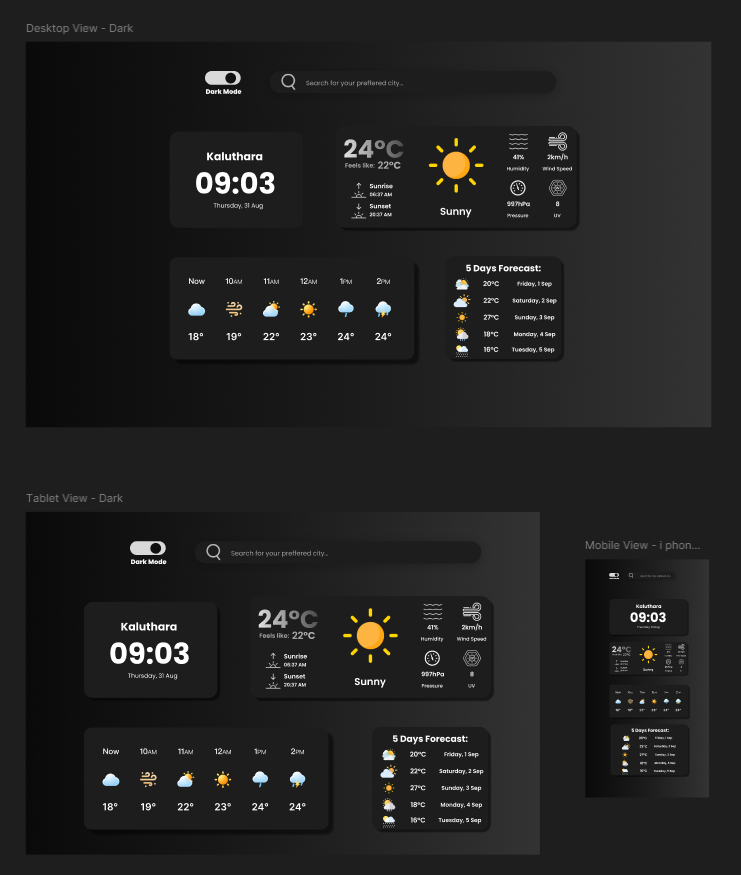 Desktop View - Dark
Dark Mode
Search for your preffered city...
Kaluthara
09:03
Thursday, 31 Aug
24°C
Feels like: 22°C
Sunrise
06:37 AM
Sunset
20:37 AM
Sunny
41%
Humidity
2km/h
Wind Speed
997hPa
Pressure
8
UV
Now 10AM 11AM 12AM 1PM 2PM
18° 19° 22° 23° 24° 24°
5 Days Forecast:
20°C Friday, 1 Sep
22°C Saturday, 2 Sep
27°C Sunday, 3 Sep
18°C Monday, 4 Sep
16°C Tuesday, 5 Sep
Tablet View - Dark
Dark Mode
Search for your preffered city...
Kaluthara
09:03
Thursday, 31 Aug
24°C
Feels like: 22°C
Sunrise
06:37 AM
Sunset
20:37 AM
Sunny
41%
Humidity
2km/h
Wind Speed
997hPa
Pressure
8
UV
Now 10AM 11AM 12AM 1PM 2PM
18° 19° 22° 23° 24° 24°
5 Days Forecast:
20°C Friday, 1 Sep
22°C Saturday, 2 Sep
27°C Sunday, 3 Sep
18°C Monday, 4 Sep
16°C Tuesday, 5 Sep
Mobile View - i phon...
Kaluthara
09:03
24°C
Sunny
5 Days Forecast: